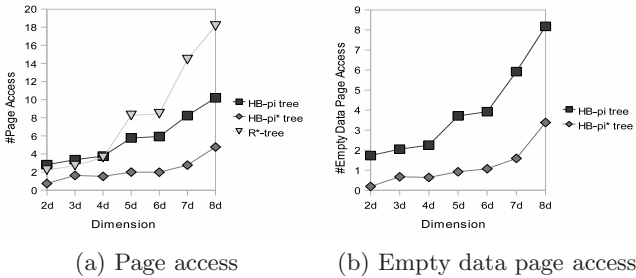 20
18
16
14
12
10
8
6
4
2
0
#Page Access
2d 3d 4d 5d 6d 7d 8d
Dimension
HB-pi tree
HB-pi* tree
R*-tree
(a) Page access
9
8
7
6
5
4
3
2
1
0
#Empty Data Page Access
2d 3d 4d 5d 6d 7d 8d
Dimension
HB-pi tree
HB-pi* tree
(b) Empty data page access